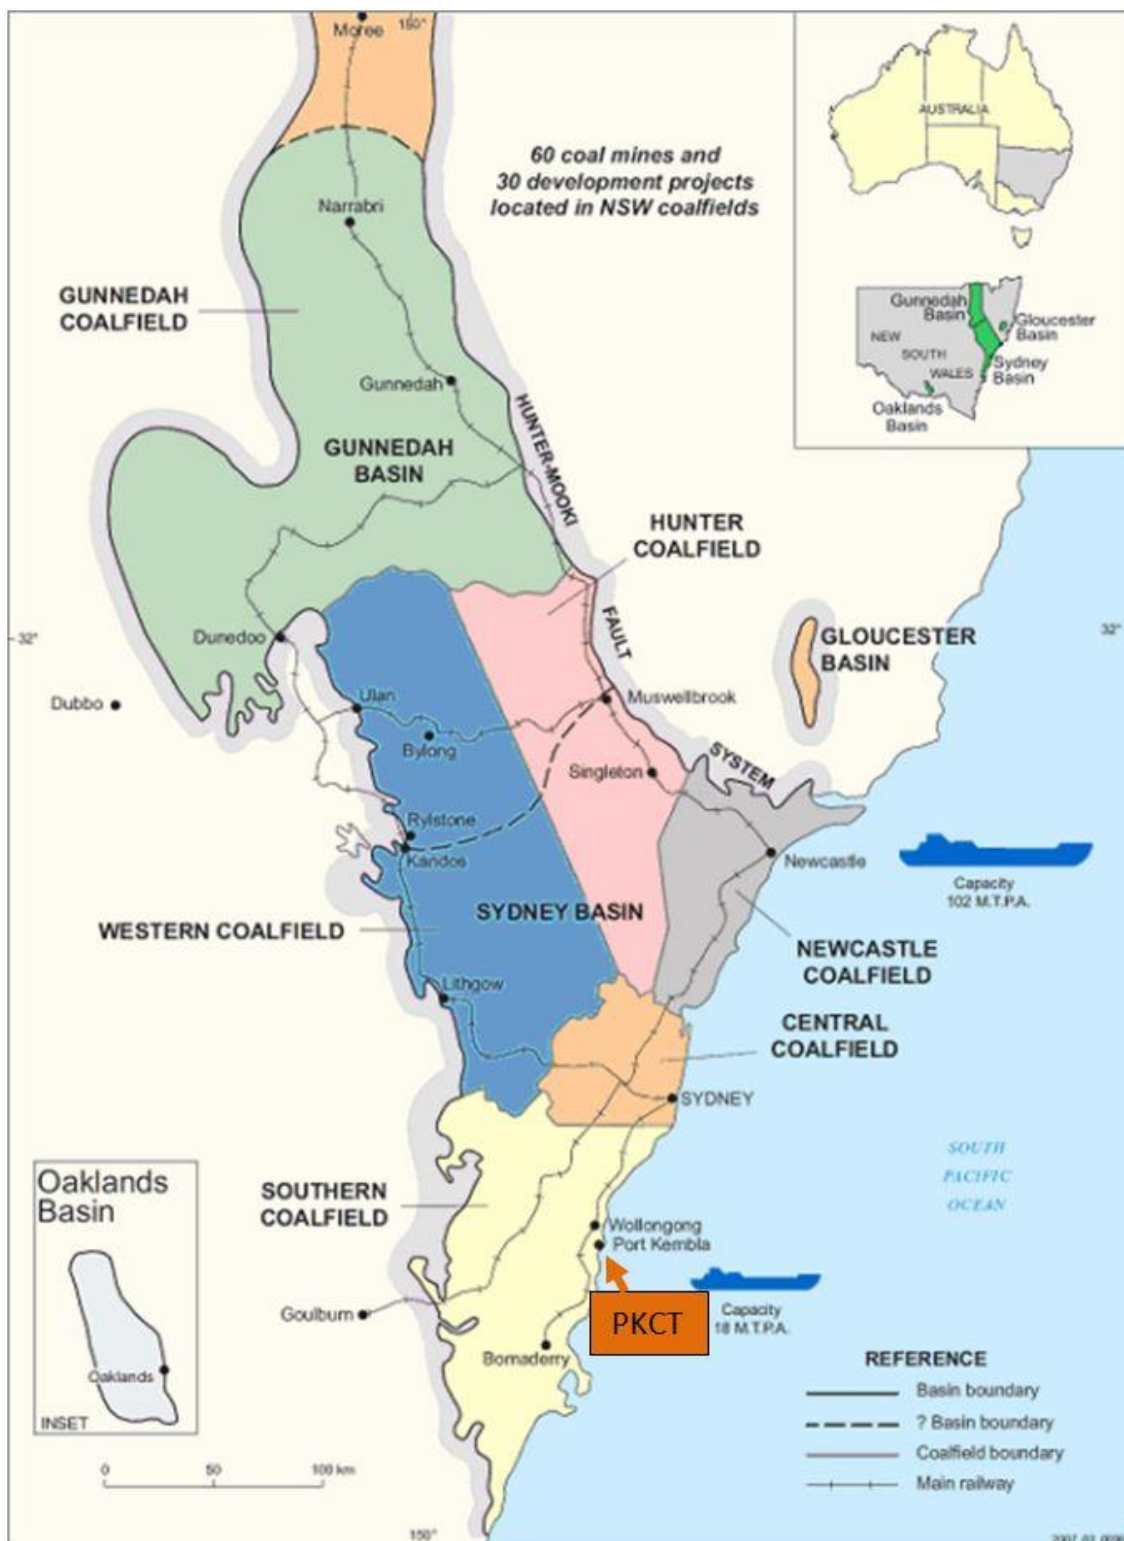 Moree
150°
60 coal mines and
30 development projects
located in NSW coalfields
AUSTRALIA
Narrabri
GUNNEDAH
COALFIELD
Gunnedah
Basin
Gloucester
Basin
NEW
SOUTH
WALES
Sydney
Basin
Oaklands
Basin
Gunnedah
GUNNEDAH
BASIN
HUNTER-MOOKI
FAULT
SYSTEM
HUNTER
COALFIELD
32°
32°
Dunedoo
GLOUCESTER
BASIN
Dubbo
Ulan
Muswellbrook
Bylong
Singleton
Rylstone
Kandos
Newcastle
Capacity
102 M.T.P.A.
SYDNEY BASIN
WESTERN COALFIELD
NEWCASTLE
COALFIELD
Lithgow
CENTRAL
COALFIELD
SYDNEY
SOUTH
PACIFIC
OCEAN
Oaklands
Basin
SOUTHERN
COALFIELD
Wollongong
Port Kembla
Goulburn
PKCT
Capacity
18 M.T.P.A.
Bomaderry
Oaklands
INSET
REFERENCE
Basin boundary
? Basin boundary
Coalfield boundary
Main railway
0 50 100 km
150°